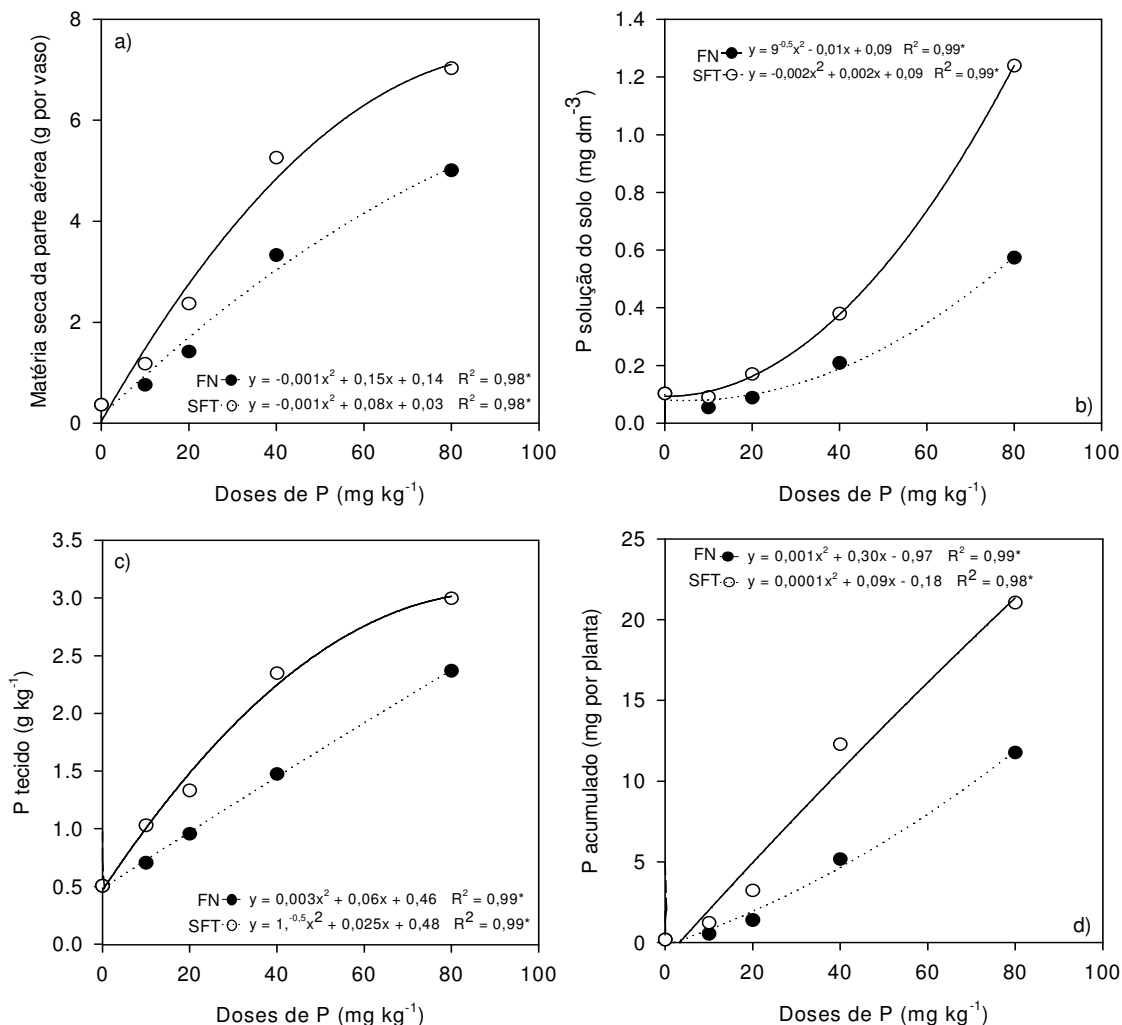 a)
Matéria seca da parte aérea (g por vaso)
8
6
4
2
0
FN y = -0,001x² + 0,15x + 0,14 R² = 0,98*
SFT y = -0,001x² + 0,08x + 0,03 R² = 0,98*
0 20 40 60 80 100
Doses de P (mg kg⁻¹)
b)
P solução do solo (mg dm⁻³)
1.4
1.2
1.0
0.8
0.6
0.4
0.2
0.0
FN y = 9⁻⁰,⁵x² - 0,01x + 0,09 R² = 0,99*
SFT y = -0,002x² + 0,002x + 0,09 R² = 0,99*
0 20 40 60 80 100
Doses de P (mg kg⁻¹)
c)
P tecido (g kg⁻¹)
3.5
3.0
2.5
2.0
1.5
1.0
0.5
0.0
FN y = 0,003x² + 0,06x + 0,46 R² = 0,99*
SFT y = 1,⁻⁰,⁵x² + 0,025x + 0,48 R² = 0,99*
0 20 40 60 80 100
Doses de P (mg kg⁻¹)
d)
P acumulado (mg por planta)
25
20
15
10
5
0
FN y = 0,001x² + 0,30x - 0,97 R² = 0,99*
SFT y = 0,0001x² + 0,09x - 0,18 R² = 0,98*
0 20 40 60 80 100
Doses de P (mg kg⁻¹)